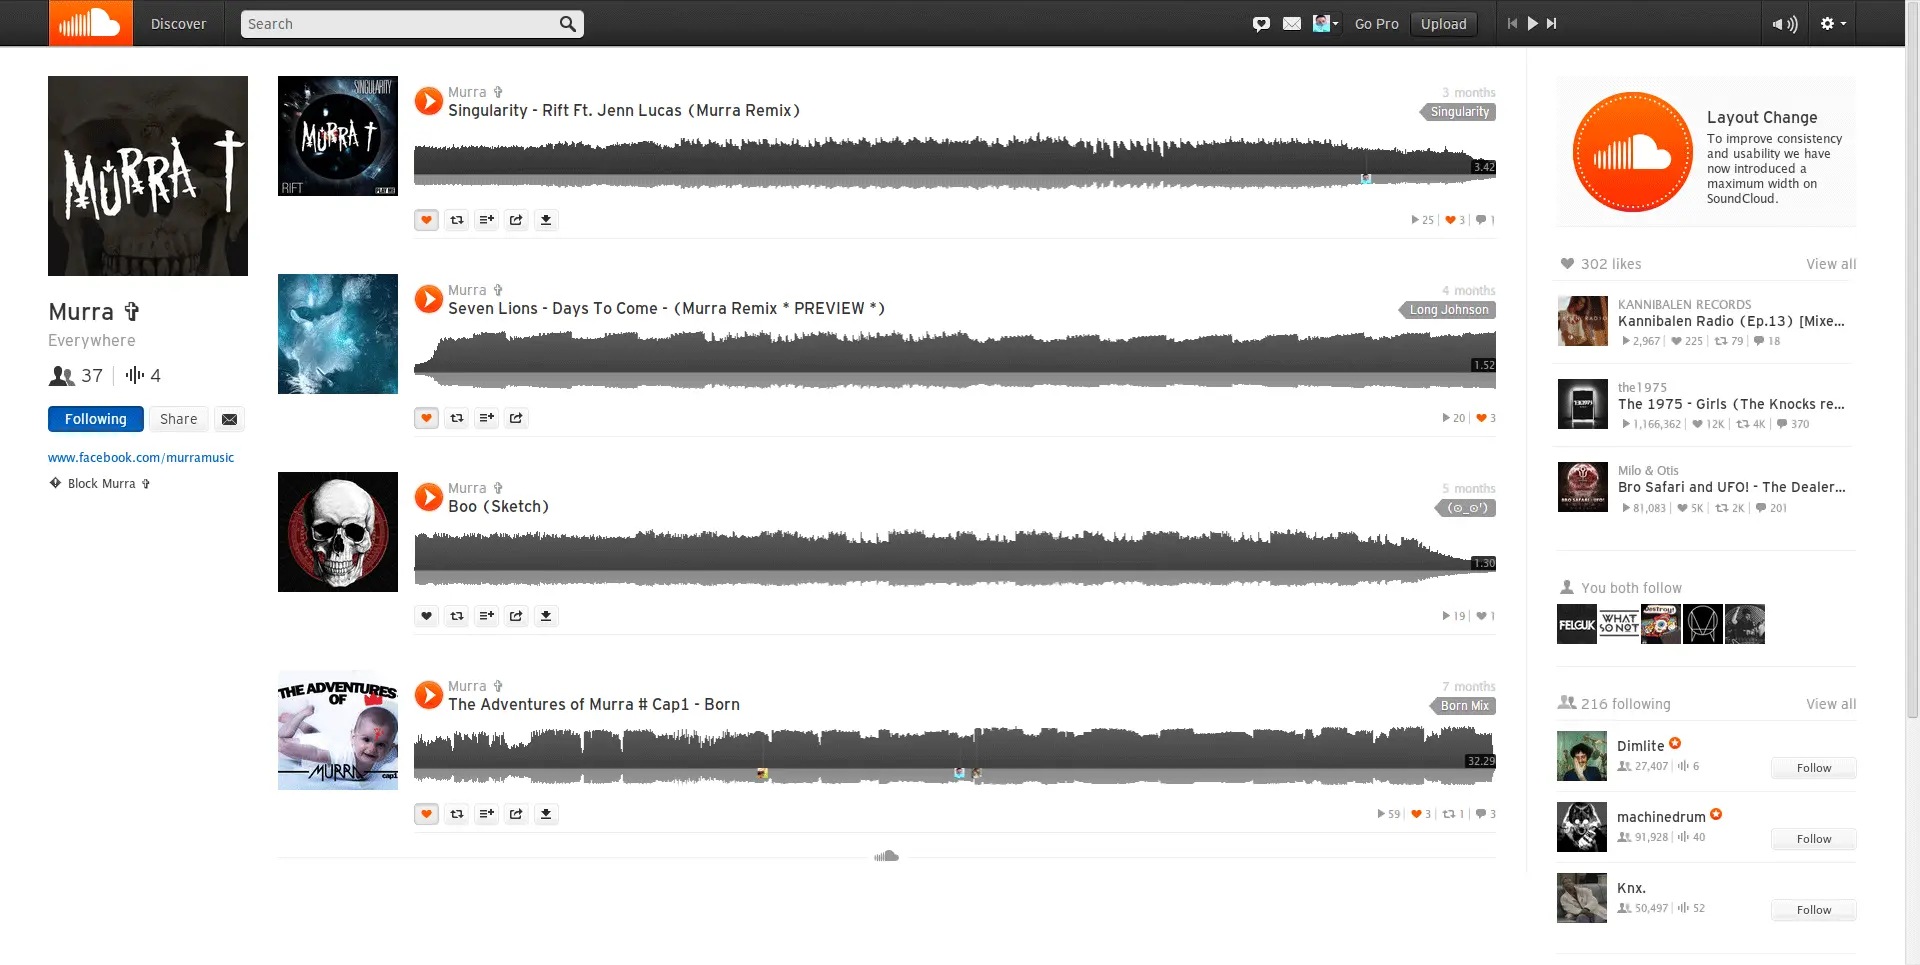 Discover
Search
Go Pro
Upload
MURRA †
Murra ✞
Everywhere
37
4
Following
Share
www.facebook.com/murramusic
� Block Murra ✞
SINGULARITY
MURRA †
RIFT
PLAY ME
Murra ✞
3 months
Singularity - Rift Ft. Jenn Lucas (Murra Remix)
Singularity
3.42
25
3
1
Murra ✞
4 months
Seven Lions - Days To Come - (Murra Remix * PREVIEW *)
Long Johnson
1.52
20
3
Murra ✞
5 months
Boo (Sketch)
(ʘ_ʘ')
1.30
19
1
THE ADVENTURES
OF
MURRA
cap1
Murra ✞
7 months
The Adventures of Murra # Cap1 - Born
Born Mix
32.29
59
3
1
3
Layout Change
To improve consistency
and usability we have
now introduced a
maximum width on
SoundCloud.
302 likes
View all
KANNIBALEN RECORDS
Kannibalen Radio (Ep.13) [Mixe...
2,967
225
79
18
the1975
The 1975 - Girls (The Knocks re...
1,166,362
12K
4K
370
Milo & Otis
Bro Safari and UFO! - The Dealer...
81,083
5K
2K
201
You both follow
FELGUK
WHAT
SO NOT
Destroy!
216 following
View all
Dimlite
27,407
6
Follow
machinedrum
91,928
40
Follow
Knx.
50,497
52
Follow